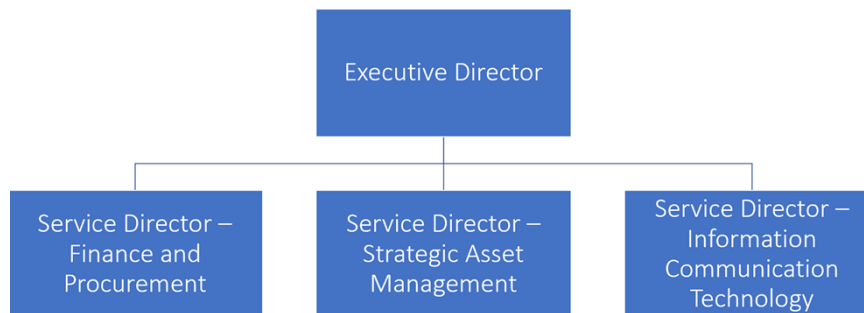 Executive Director
Service Director –
Finance and
Procurement
Service Director –
Strategic Asset
Management
Service Director –
Information
Communication
Technology